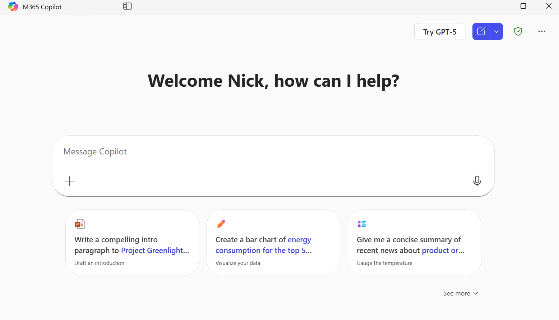 M365 Copilot
Try GPT-5
Welcome Nick, how can I help?
Message Copilot
Write a compelling intro
paragraph to Project Greenlight...
Draft an introduction
Create a bar chart of energy
consumption for the top 5...
Visualize your data
Give me a concise summary of
recent news about product or...
Gauge the temperature
See more